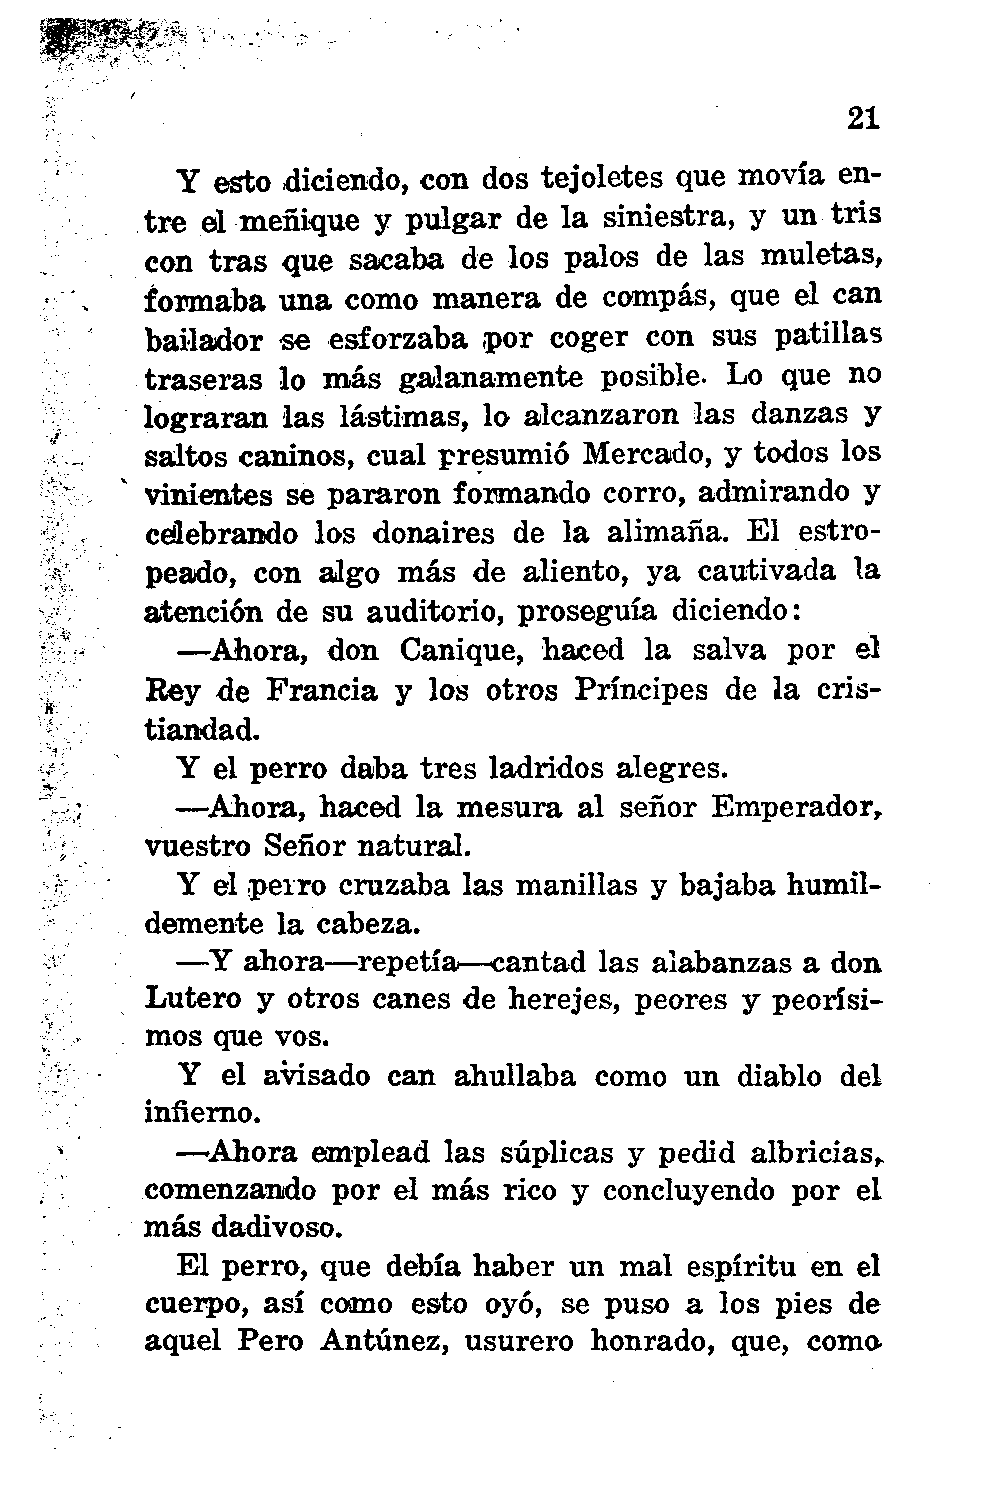 21
Y esto diciendo, con dos tejoletes que movía en-
tre el meñique y pulgar de la siniestra, y un tris
con tras que sacaba de los palos de las muletas,
formaba una como manera de compás, que el can
bailador se esforzaba por coger con sus patillas
traseras lo más galanamente posible. Lo que no
lograran las lástimas, lo alcanzaron las danzas y
saltos caninos, cual presumió Mercado, y todos los
vinientes se pararon formando corro, admirando y
celebrando los donaires de la alimaña. El estro-
peado, con algo más de aliento, ya cautivada la
atención de su auditorio, proseguía diciendo:
—Ahora, don Canique, haced la salva por el
Rey de Francia y los otros Príncipes de la cris-
tiandad.
Y el perro daba tres ladridos alegres.
—Ahora, haced la mesura al señor Emperador,
vuestro Señor natural.
Y el perro cruzaba las manillas y bajaba humil-
demente la cabeza.
—Y ahora—repetía—cantad las alabanzas a don
Lutero y otros canes de herejes, peores y peorísi-
mos que vos.
Y el avisado can ahullaba como un diablo del
infierno.
—Ahora emplead las súplicas y pedid albricias,
comenzando por el más rico y concluyendo por el
más dadivoso.
El perro, que debía haber un mal espíritu en el
cuerpo, así como esto oyó, se puso a los pies de
aquel Pero Antúnez, usurero honrado, que, como